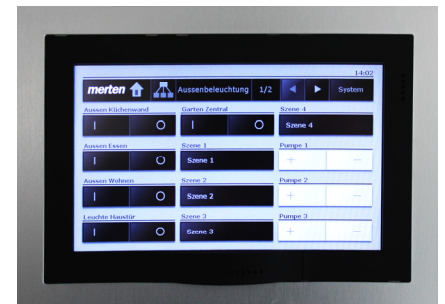 14:02
merten Aussenbeleuchtung 1/2 System
Aussen Küchenwand Garten Zentral Szene 4
I O I O Szene 4
Aussen Essen Szene 1 Pumpe 1
I O Szene 1 + −
Aussen Wohnen Szene 2 Pumpe 2
I O Szene 2 + −
Leuchte Haustür Szene 3 Pumpe 3
I O Szene 3 + −